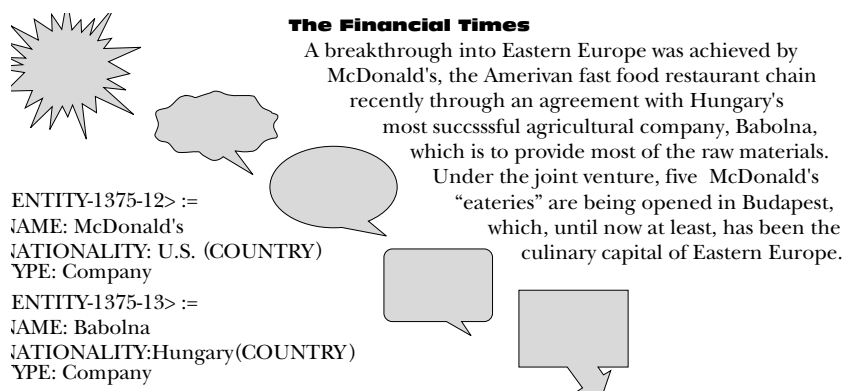 The Financial Times
A breakthrough into Eastern Europe was achieved by
McDonald's, the Amerivan fast food restaurant chain
recently through an agreement with Hungary's
most succsssful agricultural company, Babolna,
which is to provide most of the raw materials.
Under the joint venture, five McDonald's
“eateries” are being opened in Budapest,
which, until now at least, has been the
culinary capital of Eastern Europe.
ENTITY-1375-12> :=
NAME: McDonald's
NATIONALITY: U.S. (COUNTRY)
YPE: Company
ENTITY-1375-13> :=
NAME: Babolna
NATIONALITY:Hungary(COUNTRY)
YPE: Company